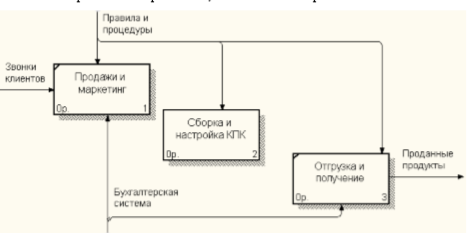 Правила и
процедуры
Звонки
клиентов
Продажи и
маркетинг
0р.
1
Сборка и
настройка КПК
0р.
2
Отгрузка и
получение
0р.
3
Проданные
продукты
Бухгалтерская
система